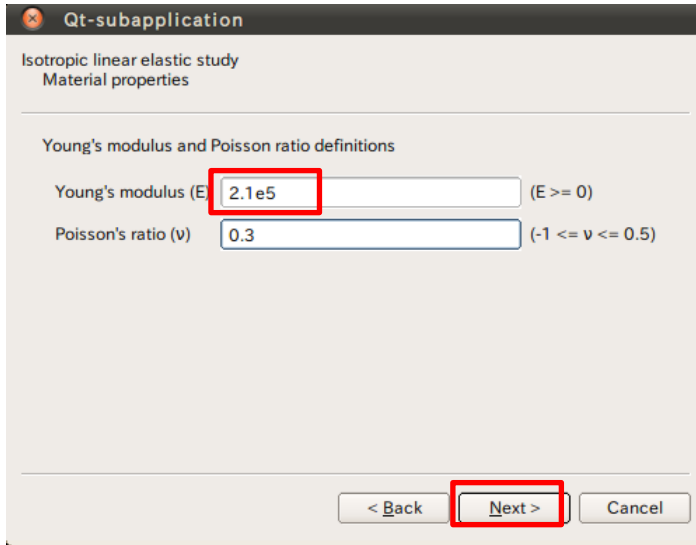 Qt-subapplication
Isotropic linear elastic study
Material properties
Young's modulus and Poisson ratio definitions
Young's modulus (E) 2.1e5 (E >= 0)
Poisson's ratio (ν) 0.3 (-1 <= ν <= 0.5)
< Back Next > Cancel